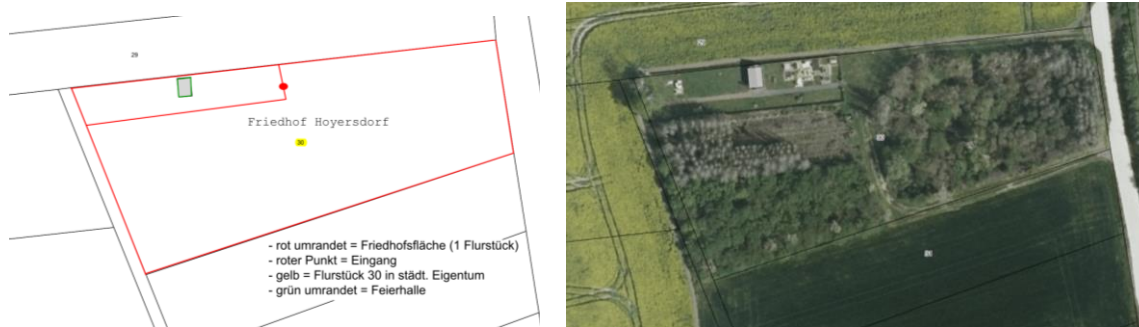 29
Friedhof Hoyersdorf
30
- rot umrandet = Friedhofsfläche (1 Flurstück)
- roter Punkt = Eingang
- gelb = Flurstück 30 in städt. Eigentum
- grün umrandet = Feierhalle